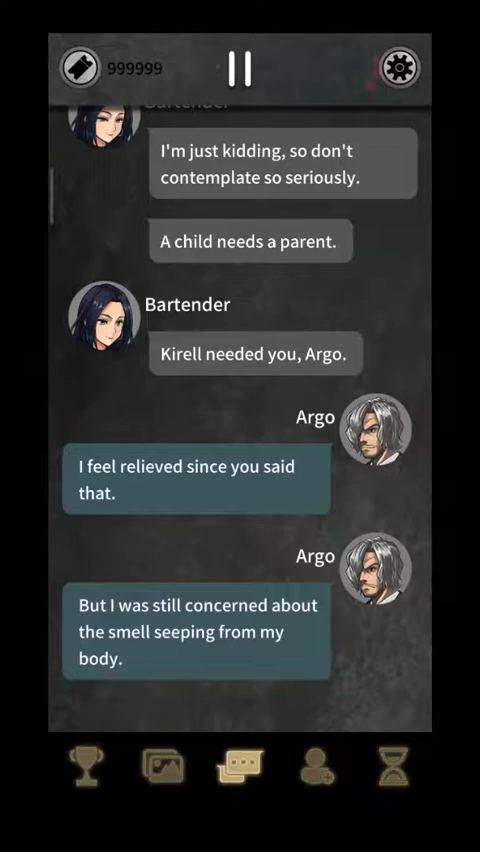 999999
Bartender
I'm just kidding, so don't
contemplate so seriously.
A child needs a parent.
Bartender
Kirell needed you, Argo.
Argo
I feel relieved since you said
that.
Argo
But I was still concerned about
the smell seeping from my
body.